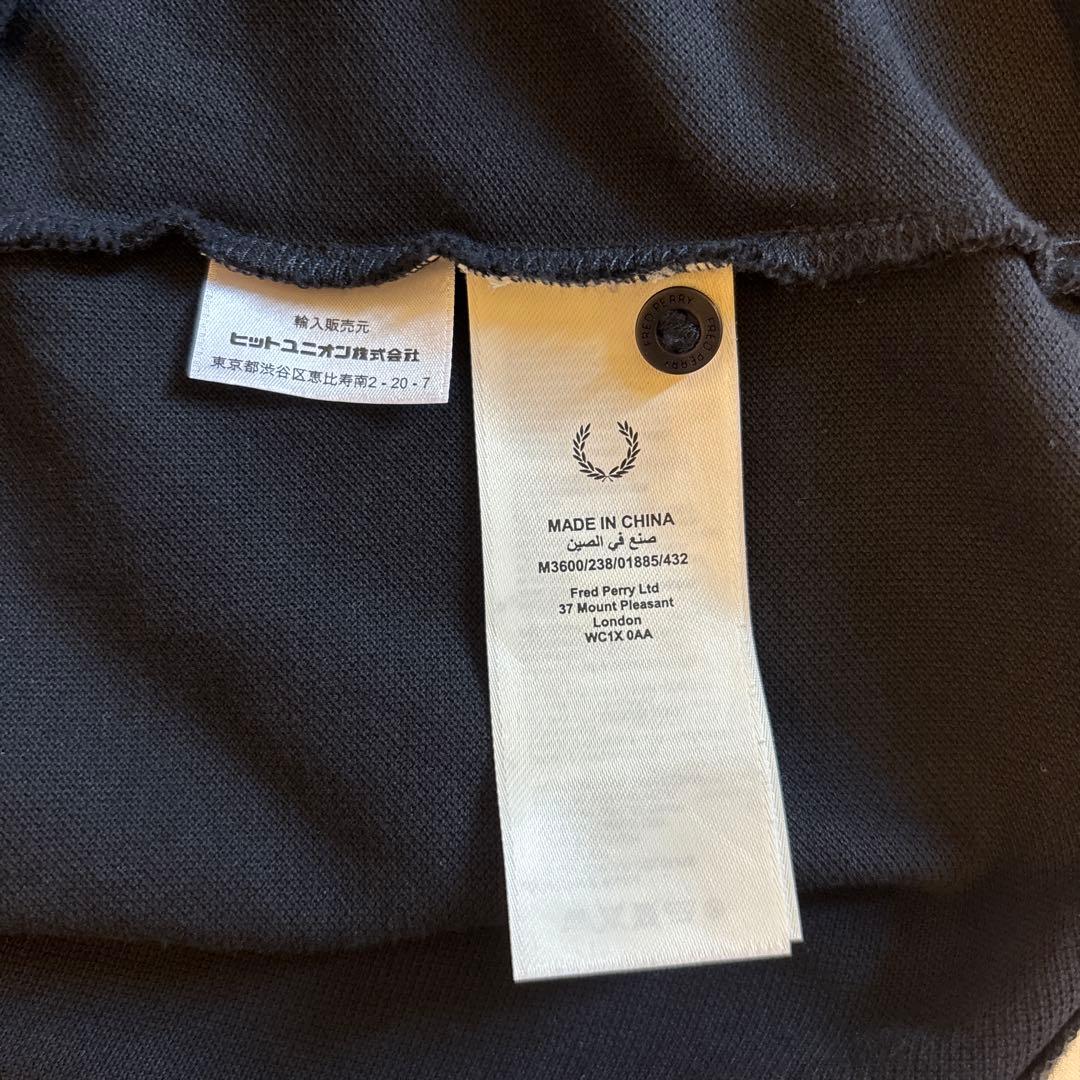 輸入販売元
ヒットユニオン株式会社
東京都渋谷区恵比寿南2-20-7
FRED PERRY FRED PERRY
MADE IN CHINA
صنع في الصين
M3600/238/01885/432
Fred Perry Ltd
37 Mount Pleasant
London
WC1X 0AA